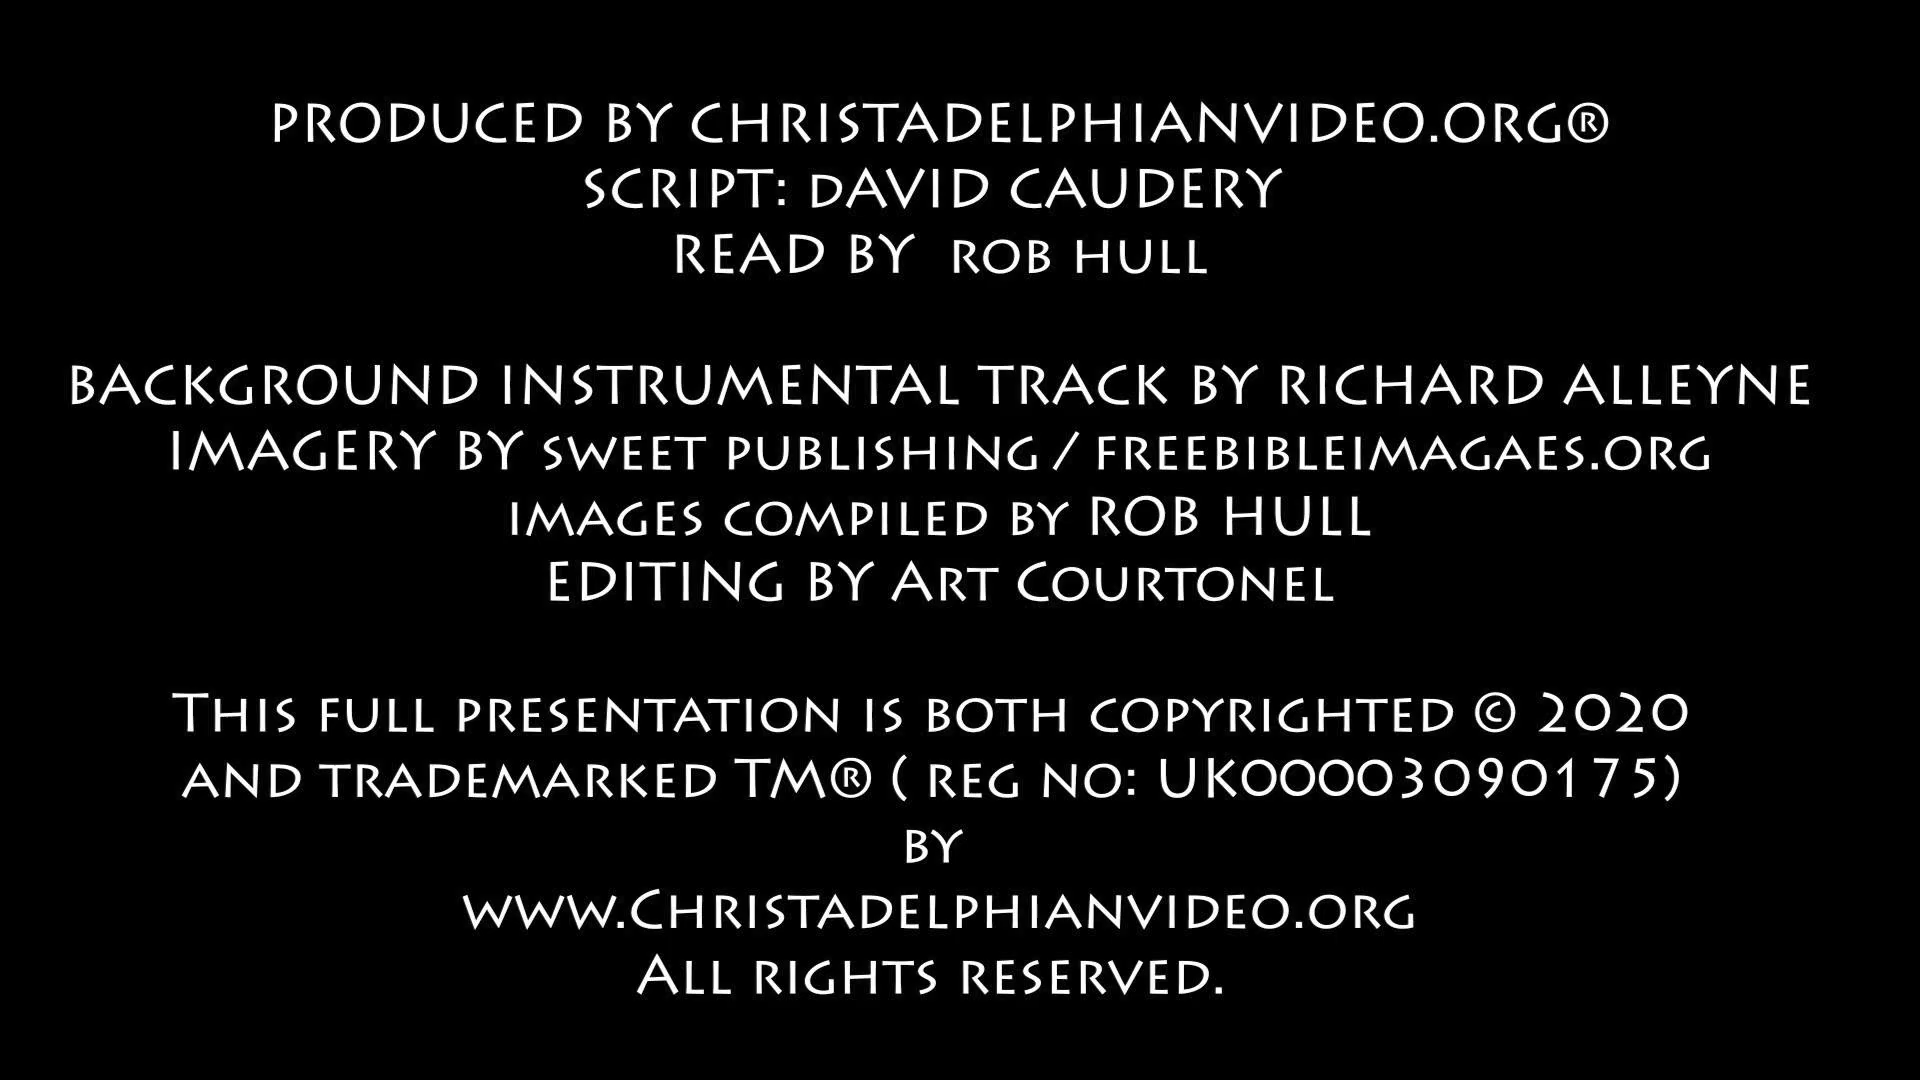 PRODUCED BY CHRISTADELPHIANVIDEO.ORG®
SCRIPT: DAVID CAUDERY
READ BY ROB HULL
BACKGROUND INSTRUMENTAL TRACK BY RICHARD ALLEYNE
IMAGERY BY SWEET PUBLISHING / FREEBIBLEIMAGAES.ORG
IMAGES COMPILED BY ROB HULL
EDITING BY ART COURTONEL
THIS FULL PRESENTATION IS BOTH COPYRIGHTED © 2020
AND TRADEMARKED TM® ( REG NO: UK00003090175)
BY
WWW.CHRISTADELPHIANVIDEO.ORG
ALL RIGHTS RESERVED.